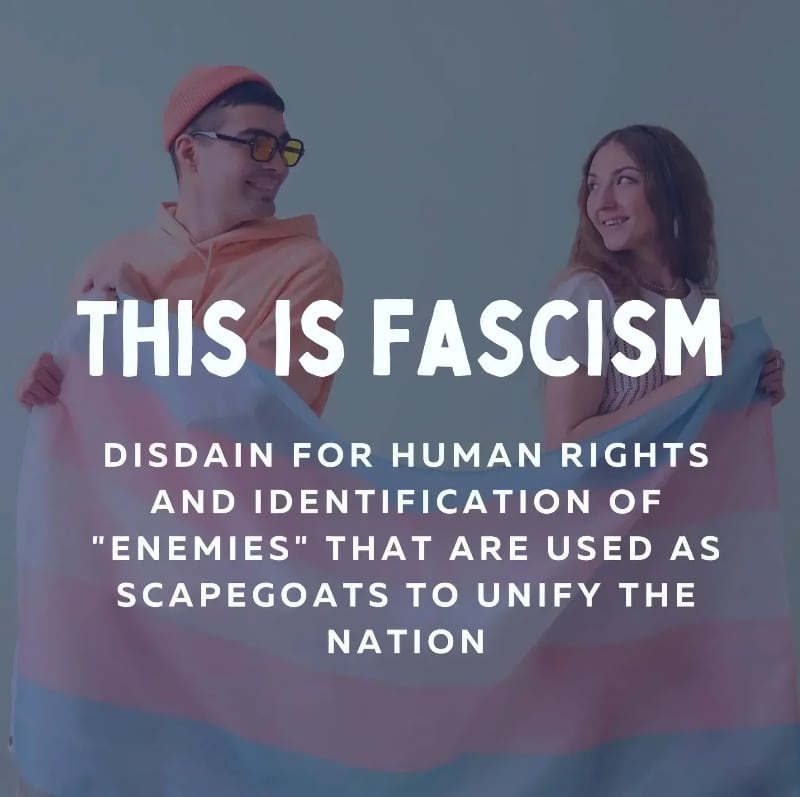 THIS IS FASCISM
DISDAIN FOR HUMAN RIGHTS
AND IDENTIFICATION OF
"ENEMIES" THAT ARE USED AS
SCAPEGOATS TO UNIFY THE
NATION